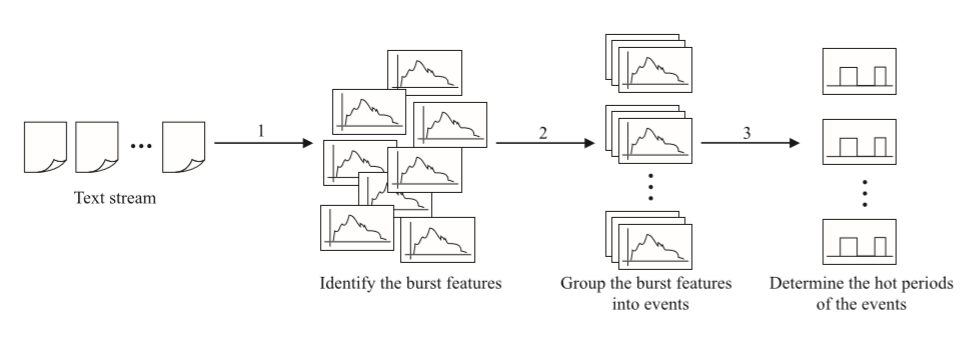 1
2
3
Text stream
Identify the burst features
Group the burst features
into events
Determine the hot periods
of the events